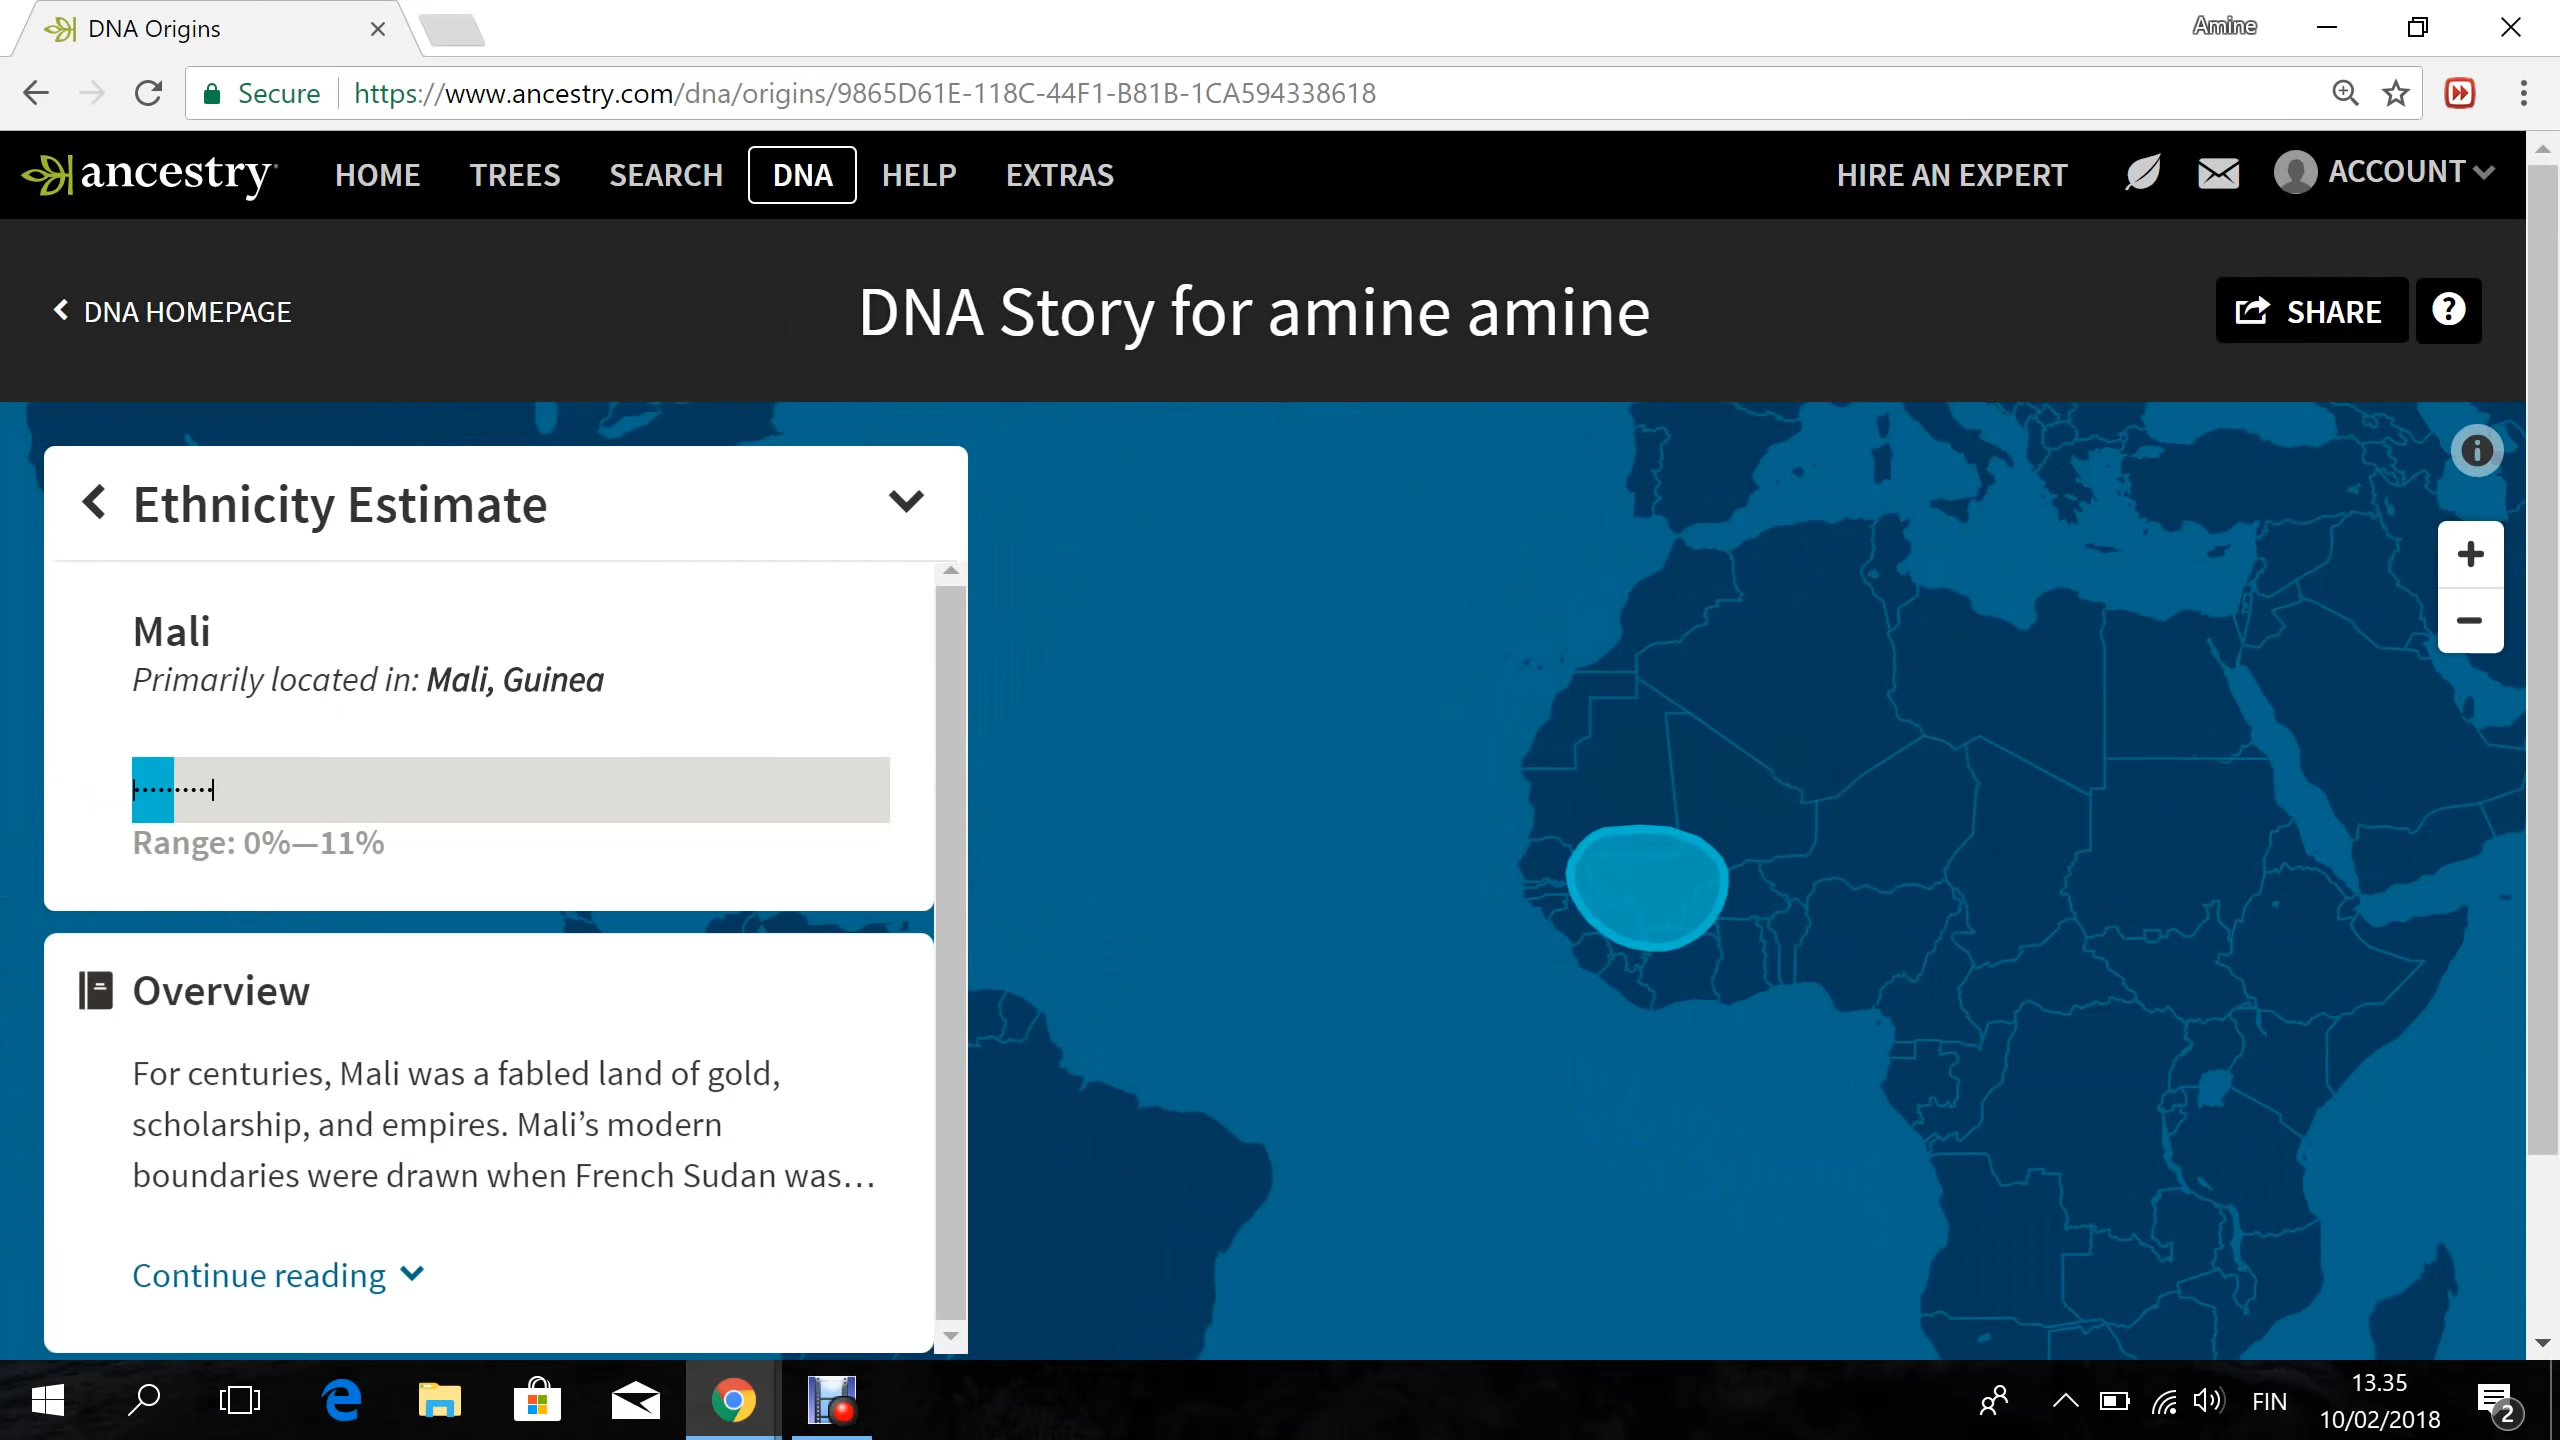 DNA Origins
Amine
Secure https://www.ancestry.com/dna/origins/9865D61E-118C-44F1-B81B-1CA594338618
ancestry HOME TREES SEARCH DNA HELP EXTRAS HIRE AN EXPERT ACCOUNT
DNA HOMEPAGE DNA Story for amine amine SHARE ?
Ethnicity Estimate
Mali
Primarily located in: Mali, Guinea
Range: 0%—11%
Overview
For centuries, Mali was a fabled land of gold,
scholarship, and empires. Mali’s modern
boundaries were drawn when French Sudan was...
Continue reading
FIN
13.35
10/02/2018
2